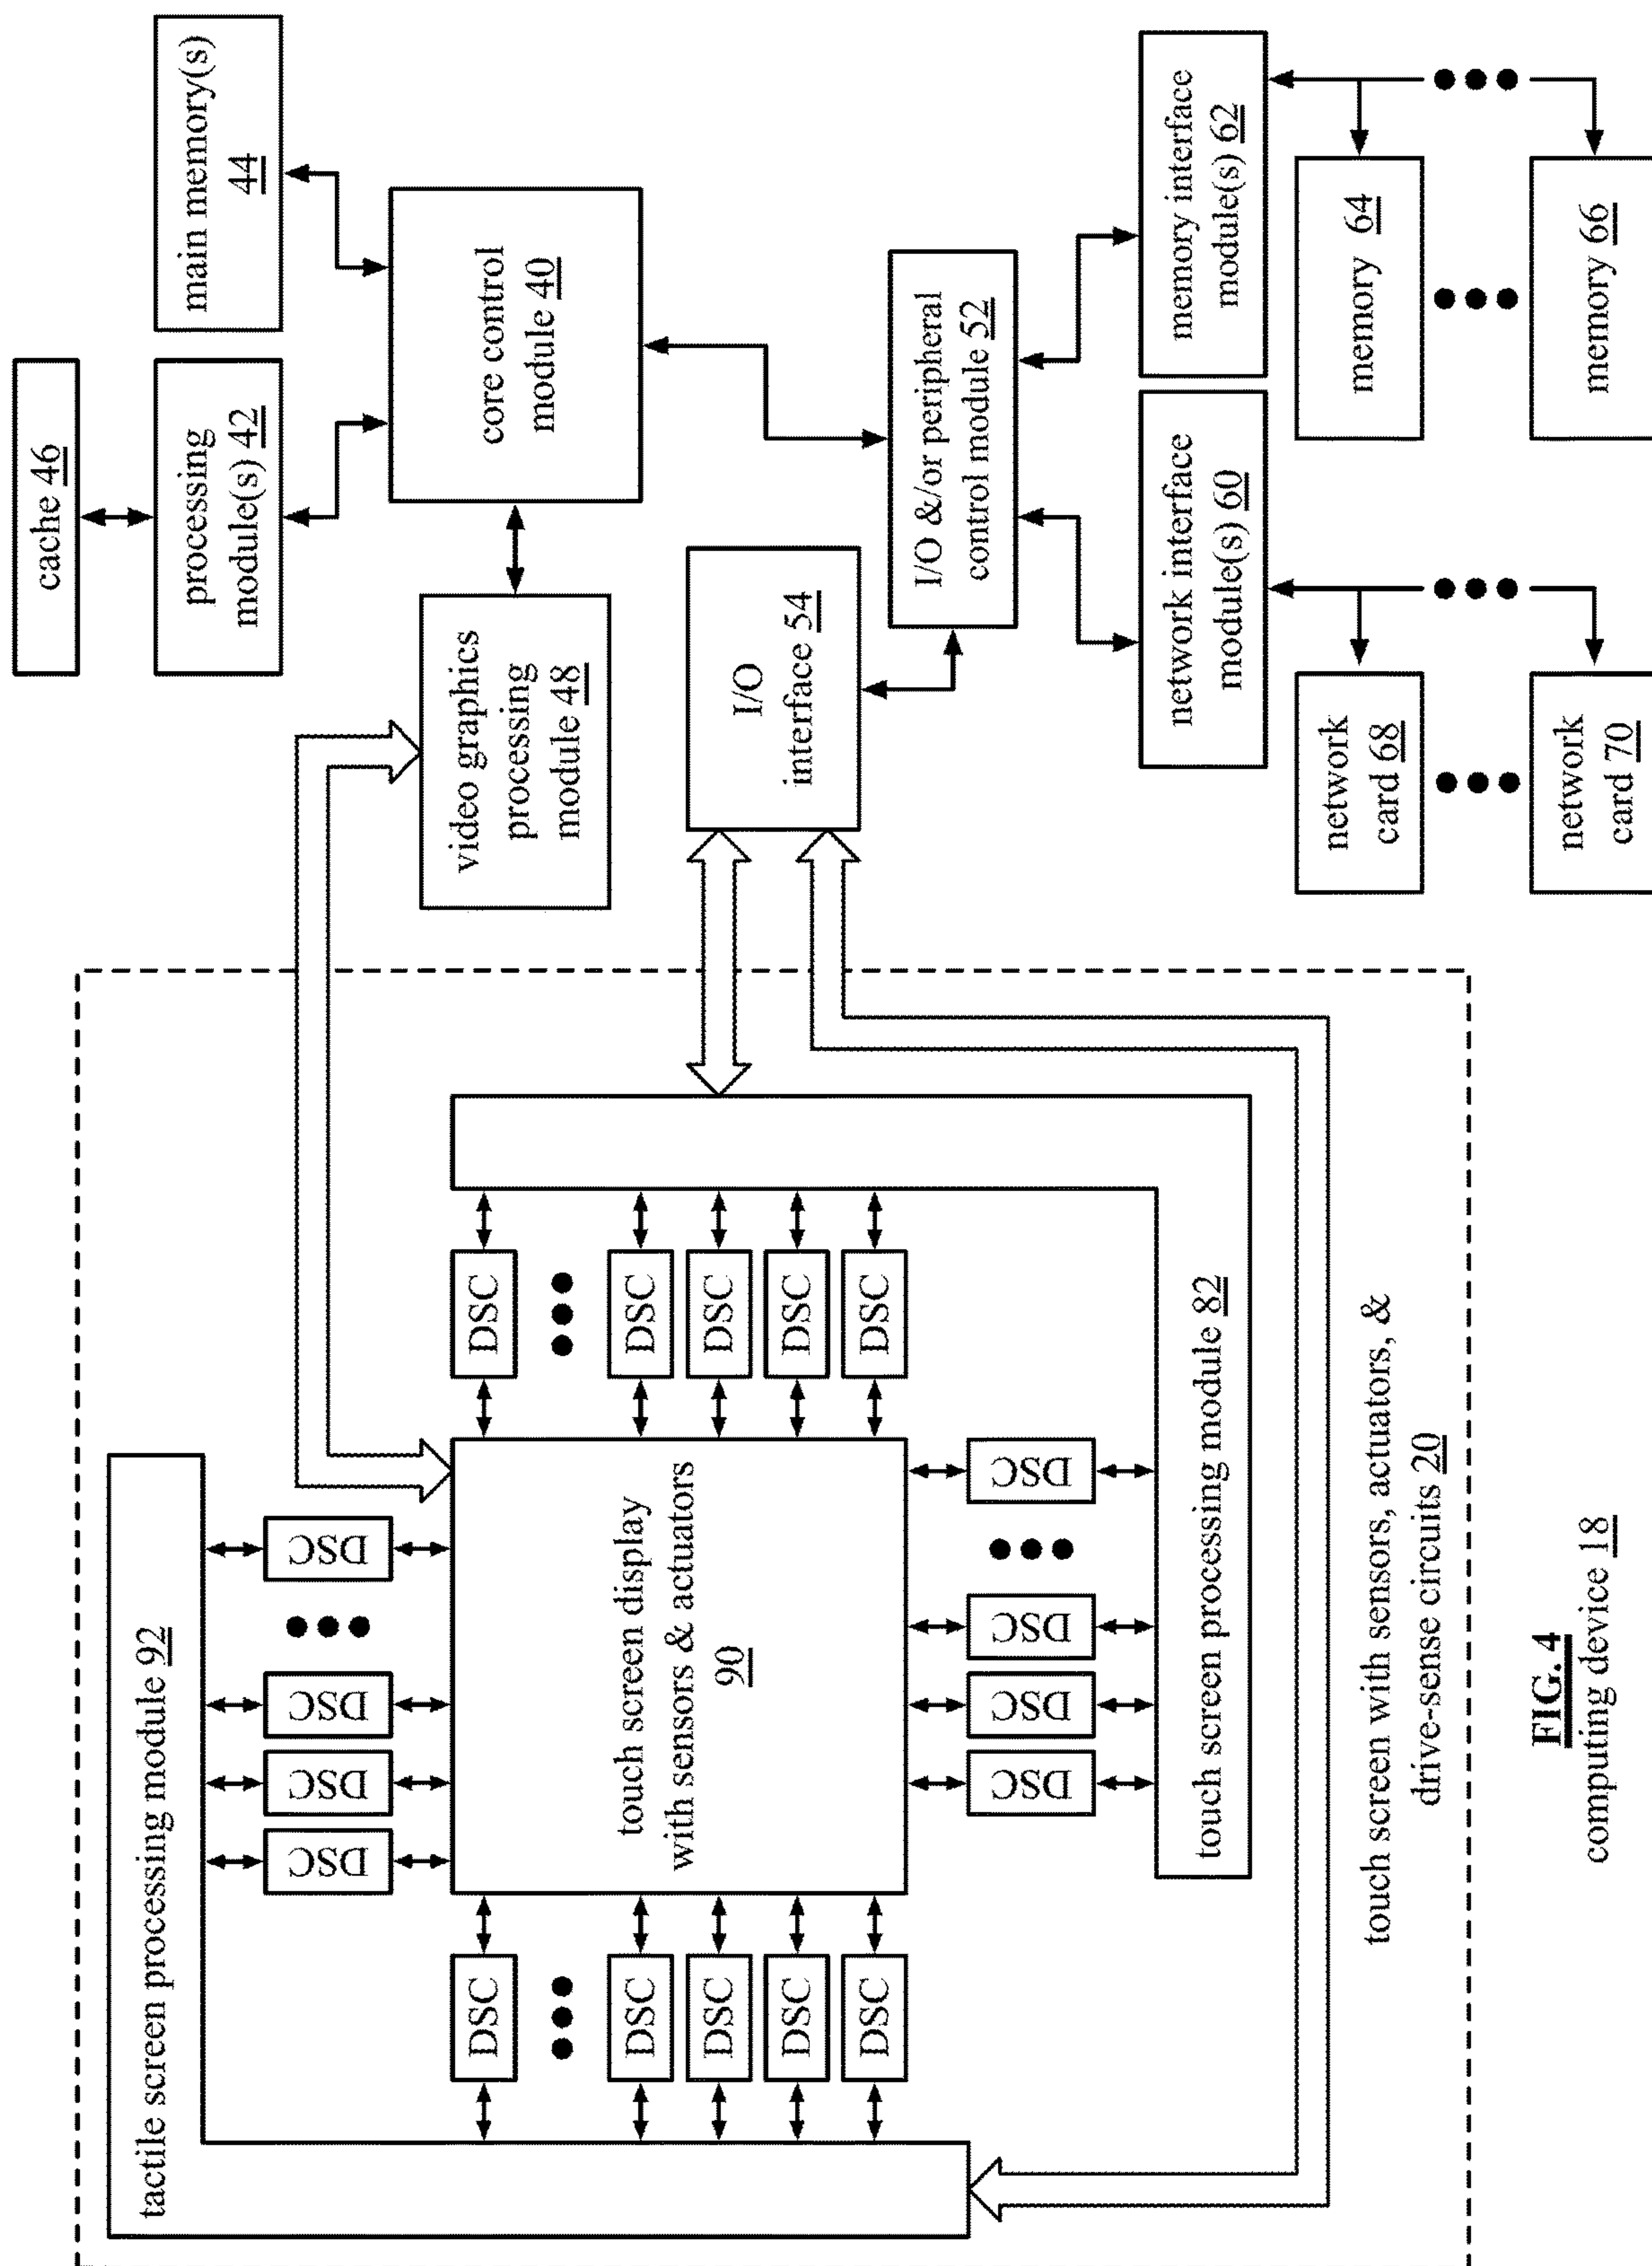 cache 46
processing
module(s) 42
main memory(s)
44
core control
module 40
video graphics
processing
module 48
I/O
interface 54
I/O &/or peripheral
control module 52
network interface
module(s) 60
memory interface
module(s) 62
network
card 68
memory 64
network
card 70
memory 66
tactile screen processing module 92
DSC
DSC
DSC
DSC
DSC
DSC
DSC
DSC
DSC
touch screen display
with sensors & actuators
90
DSC
DSC
DSC
DSC
DSC
DSC
DSC
DSC
DSC
touch screen processing module 82
touch screen with sensors, actuators, &
drive-sense circuits 20
FIG. 4
computing device 18